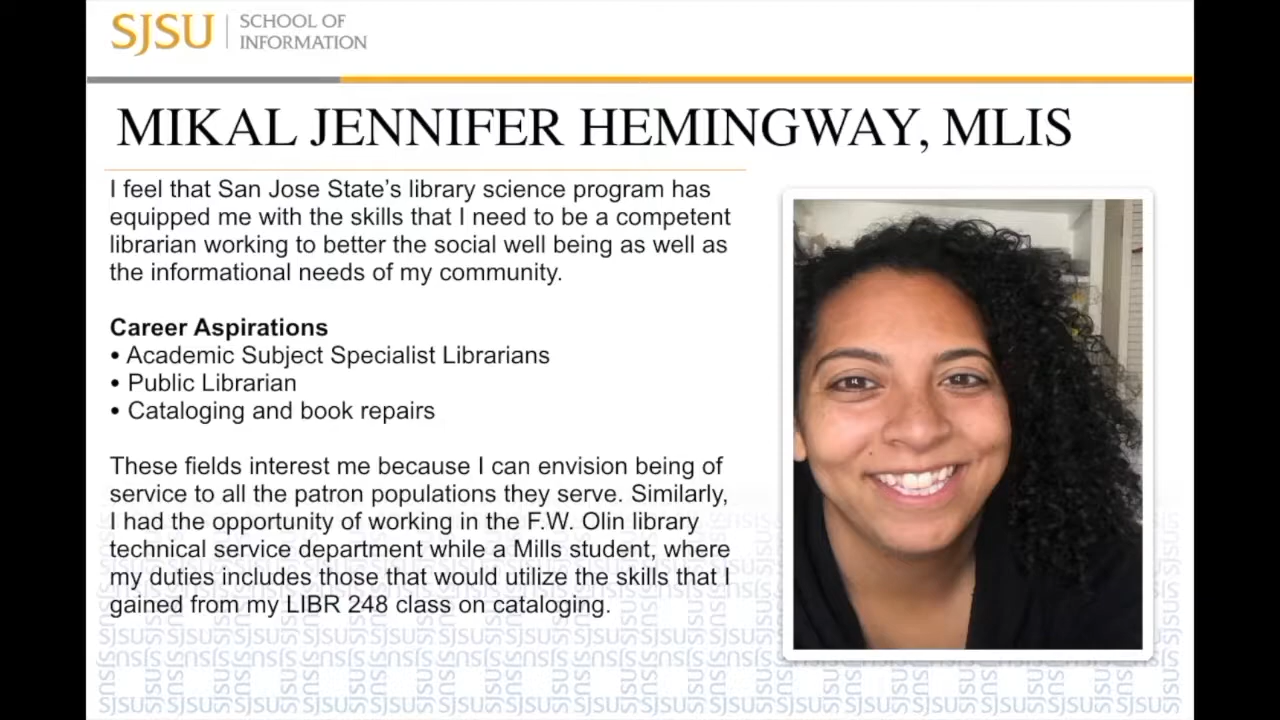 SJSU SCHOOL OF
INFORMATION
MIKAL JENNIFER HEMINGWAY, MLIS
I feel that San Jose State’s library science program has
equipped me with the skills that I need to be a competent
librarian working to better the social well being as well as
the informational needs of my community.
Career Aspirations
• Academic Subject Specialist Librarians
• Public Librarian
• Cataloging and book repairs
These fields interest me because I can envision being of
service to all the patron populations they serve. Similarly,
I had the opportunity of working in the F.W. Olin library
technical service department while a Mills student, where
my duties includes those that would utilize the skills that I
gained from my LIBR 248 class on cataloging.